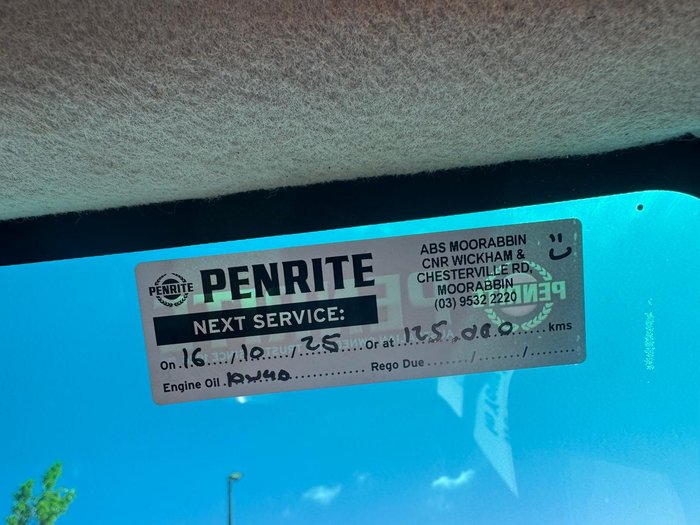 PENRITE
PENRITE
ABS MOORABBIN
CNR WICKHAM &
CHESTERVILLE RD,
MOORABBIN
(03) 9532 2220
NEXT SERVICE:
On 16 / 10 / 25 Or at 125,000 kms
Engine Oil 10W40 Rego Due ....../....../......